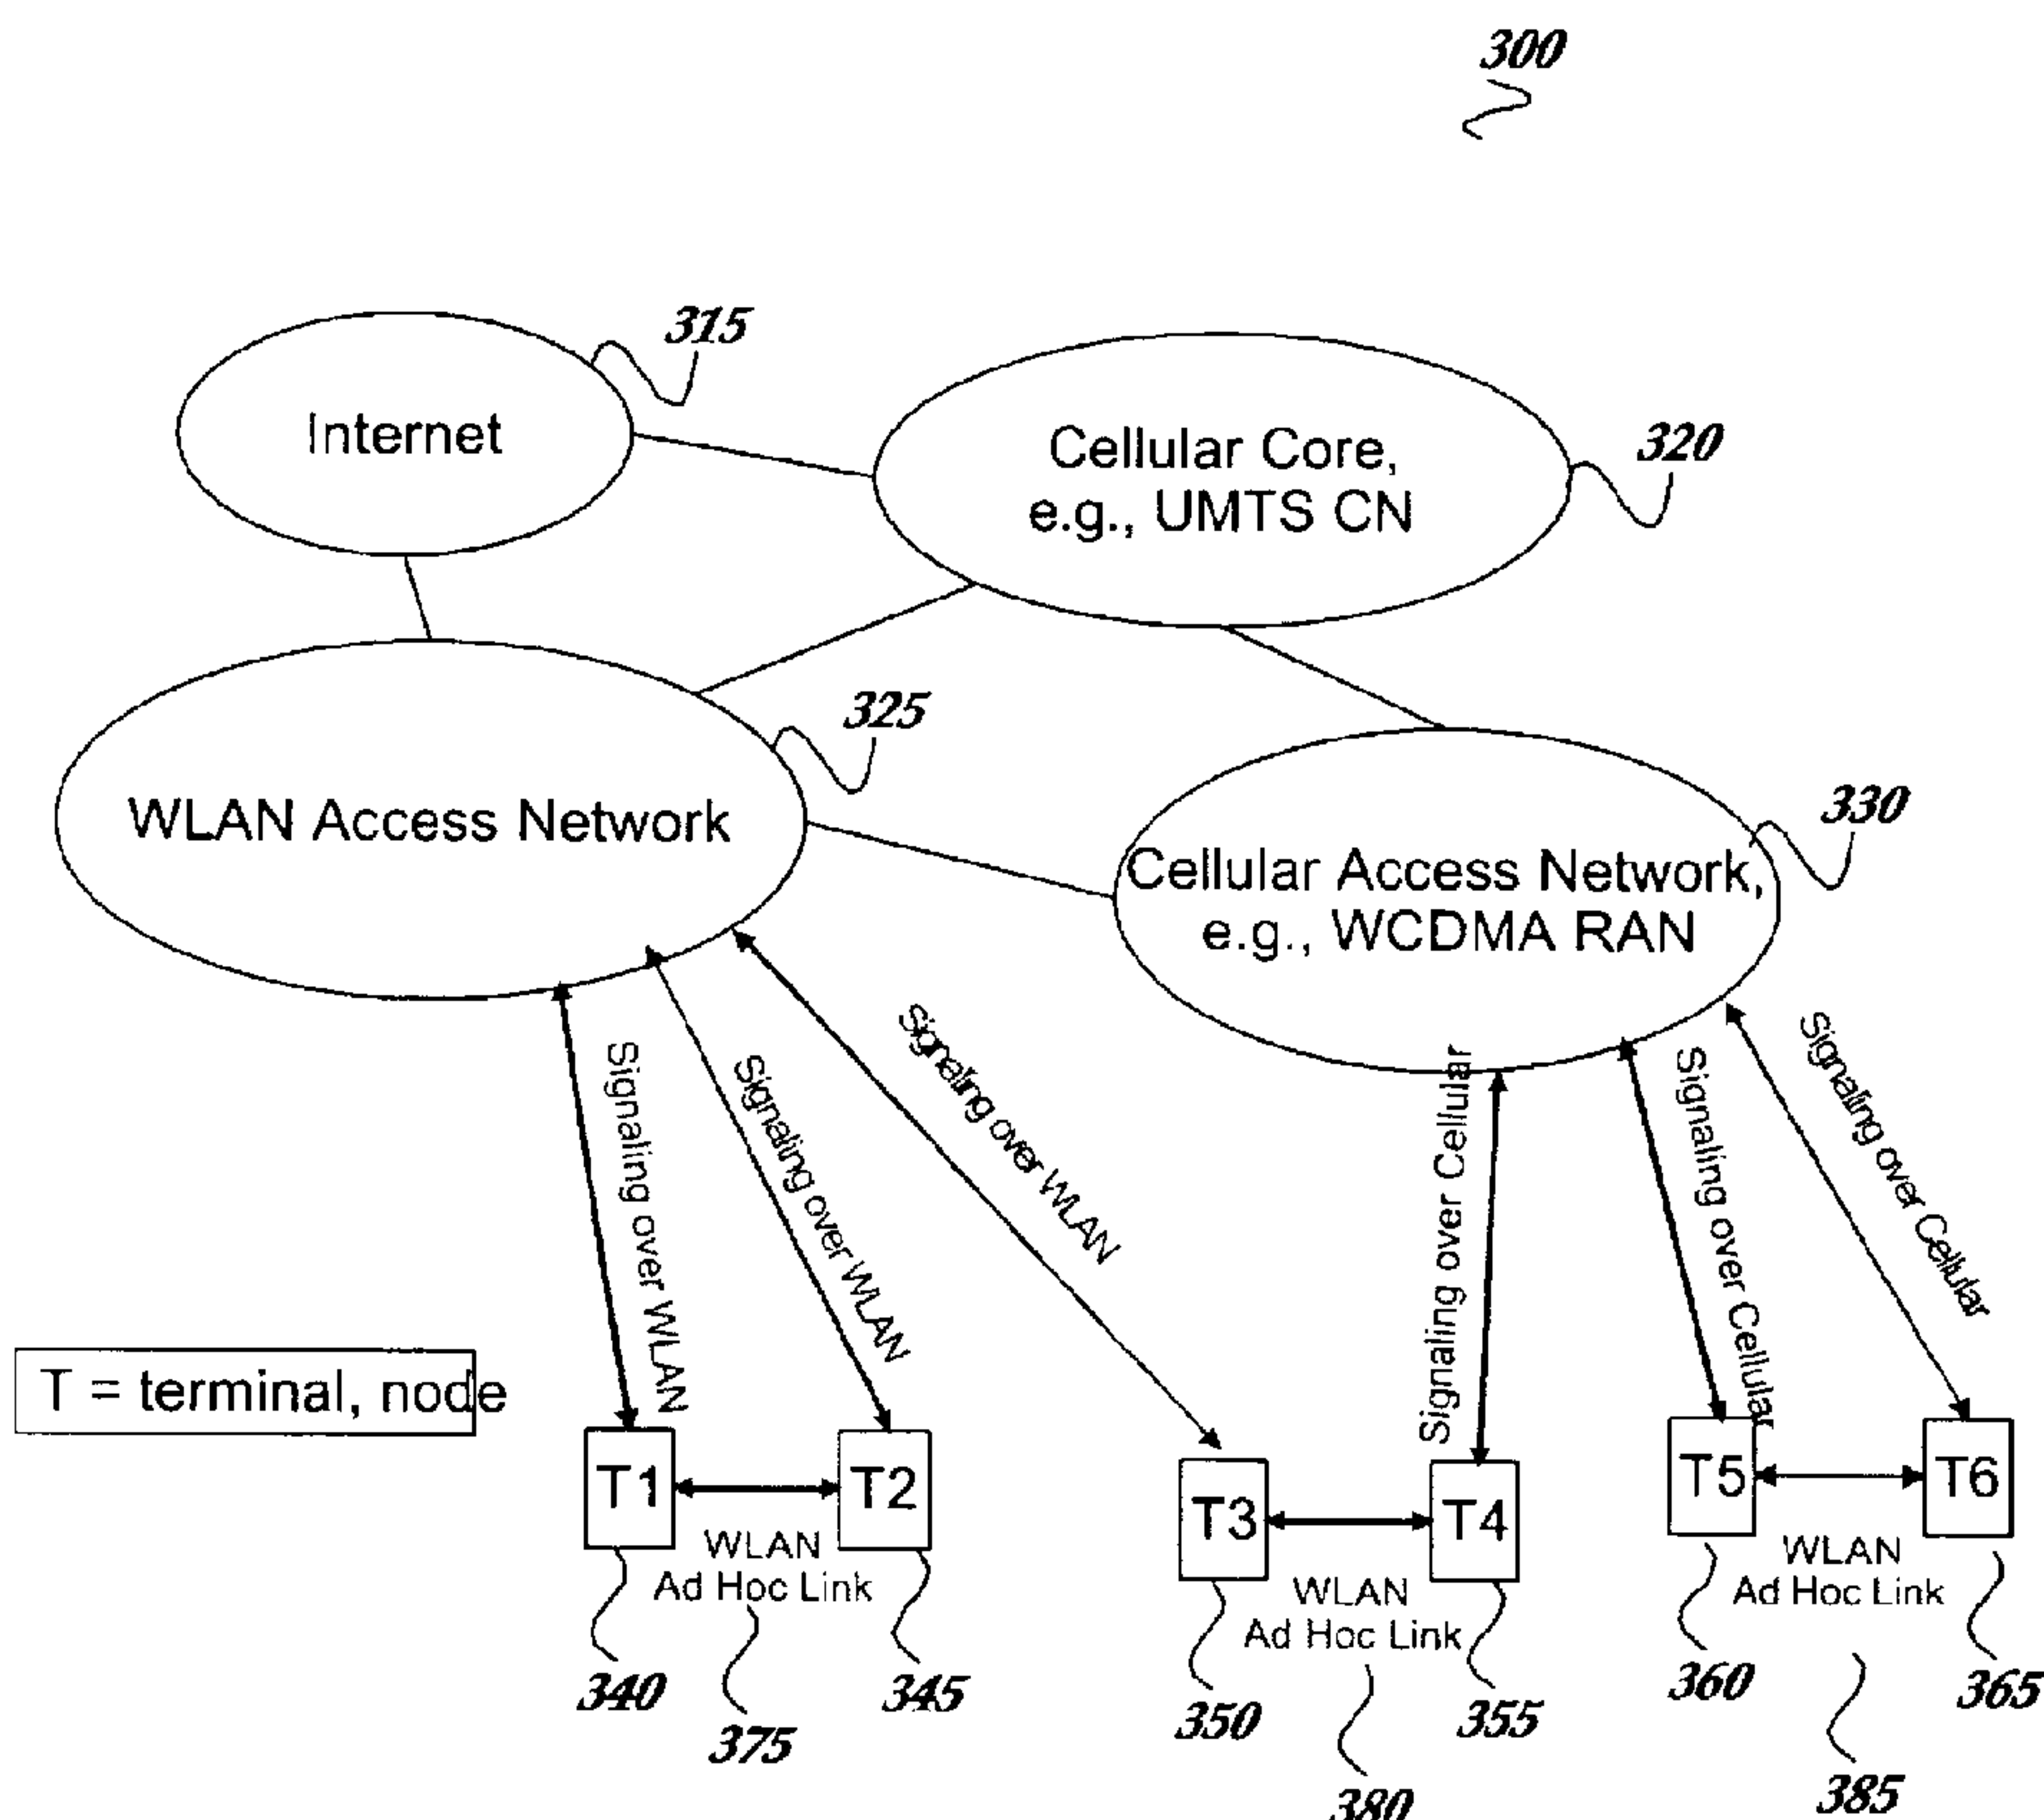 300
315
Internet
Cellular Core,
e.g., UMTS CN
320
325
WLAN Access Network
330
Cellular Access Network,
e.g., WCDMA RAN
Signaling over WLAN
Signaling over WLAN
Signaling over WLAN
Signaling over Cellular
Signaling over Cellular
Signaling over Cellular
T = terminal, node
T1
T2
T3
T4
T5
T6
WLAN
Ad Hoc Link
WLAN
Ad Hoc Link
WLAN
Ad Hoc Link
340
345
350
355
360
365
375
380
385